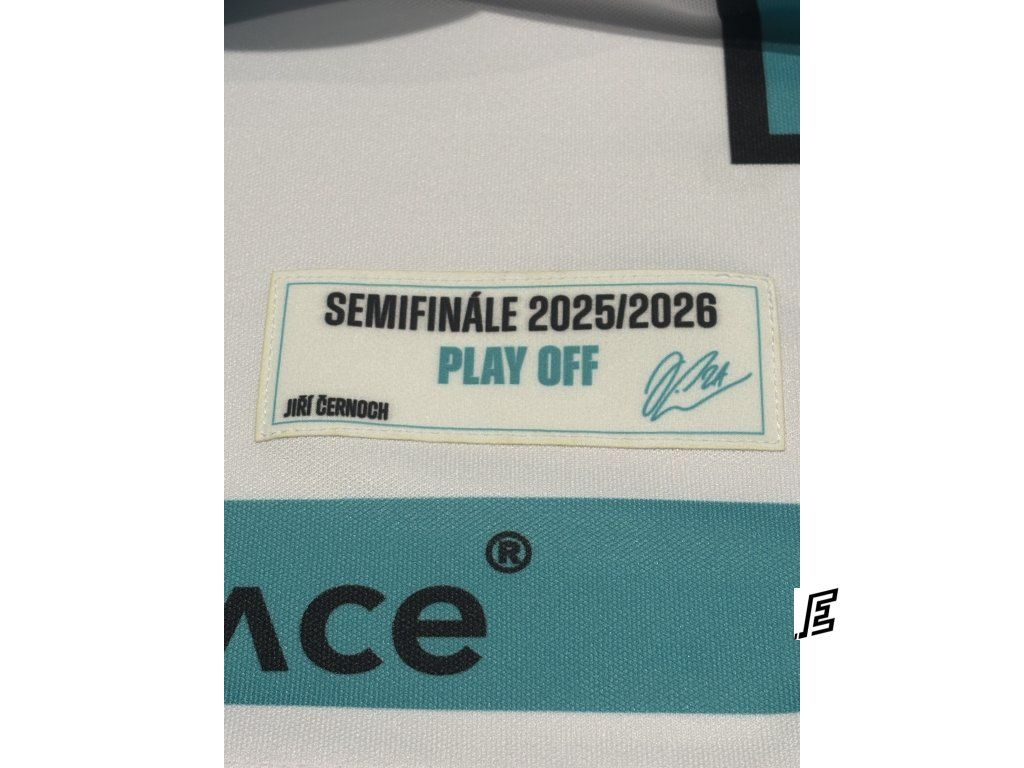 SEMIFINÁLE 2025/2026
PLAY OFF
JIŘÍ ČERNOCH
ace®